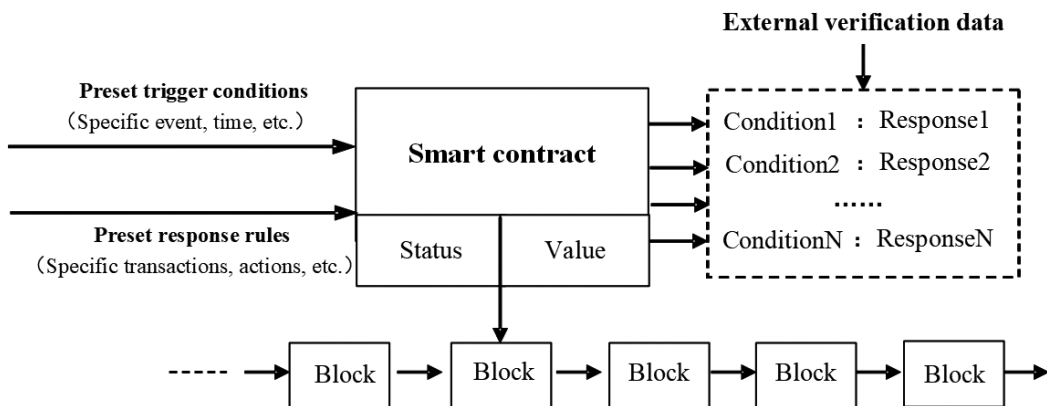 External verification data
Preset trigger conditions
（Specific event, time, etc.）
Smart contract
Condition1 : Response1
Condition2 : Response2
......
ConditionN : ResponseN
Preset response rules
（Specific transactions, actions, etc.）
Status Value
Block Block Block Block Block